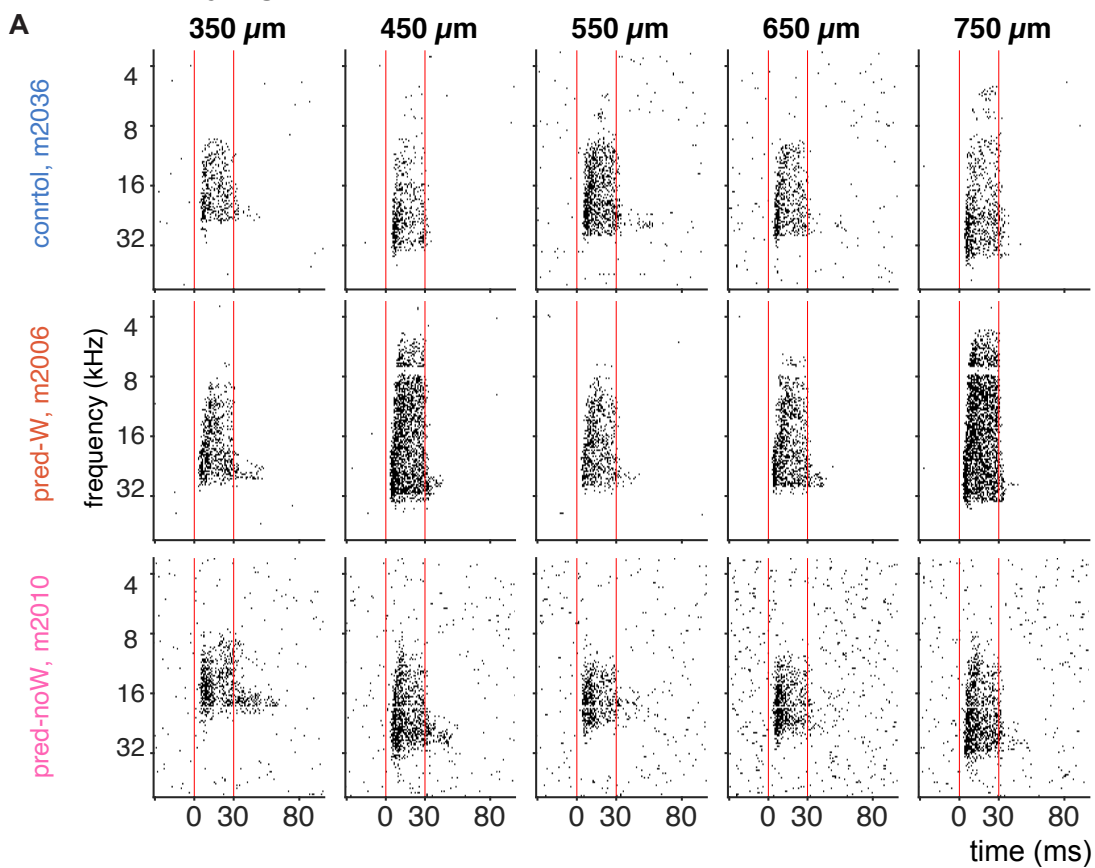 A
350 µm 450 µm 550 µm 650 µm 750 µm
conrtol, m2036
4
8
16
32
pred-W, m2006
frequency (kHz)
4
8
16
32
pred-noW, m2010
4
8
16
32
0 30 80 0 30 80 0 30 80 0 30 80 0 30 80
time (ms)